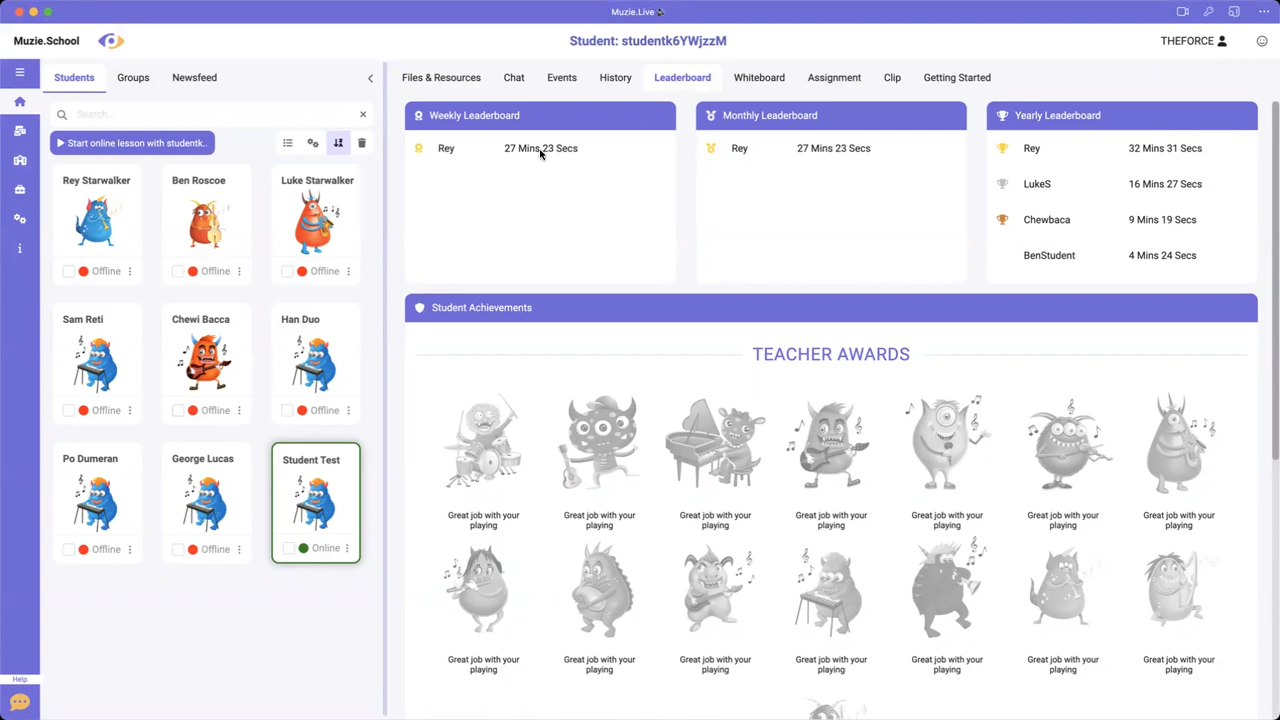 Muzie.Live
Muzie.School
Student: studentk6YWjzzM
THEFORCE
Students
Groups
Newsfeed
Files & Resources
Chat
Events
History
Leaderboard
Whiteboard
Assignment
Clip
Getting Started
Search...
Start online lesson with studentk..
Rey Starwalker
Ben Roscoe
Luke Starwalker
Offline
Offline
Offline
Sam Reti
Chewi Bacca
Han Duo
Offline
Offline
Offline
Po Dumeran
George Lucas
Student Test
Offline
Offline
Online
Help
Weekly Leaderboard
Rey 27 Mins 23 Secs
Monthly Leaderboard
Rey 27 Mins 23 Secs
Yearly Leaderboard
Rey 32 Mins 31 Secs
LukeS 16 Mins 27 Secs
Chewbaca 9 Mins 19 Secs
BenStudent 4 Mins 24 Secs
Student Achievements
TEACHER AWARDS
Great job with your
playing
Great job with your
playing
Great job with your
playing
Great job with your
playing
Great job with your
playing
Great job with your
playing
Great job with your
playing
Great job with your
playing
Great job with your
playing
Great job with your
playing
Great job with your
playing
Great job with your
playing
Great job with your
playing
Great job with your
playing